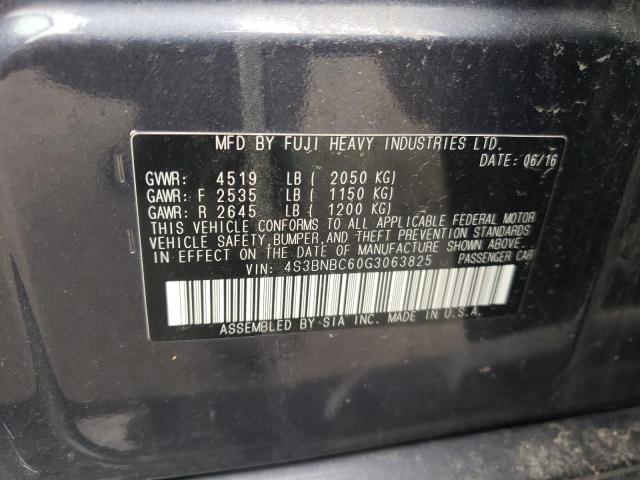 MFD BY FUJI HEAVY INDUSTRIES LTD.
DATE: 06/16
GVWR: 4519 LB ( 2050 KG)
GAWR: F 2535 LB ( 1150 KG)
GAWR: R 2645 LB ( 1200 KG)
THIS VEHICLE CONFORMS TO ALL APPLICABLE FEDERAL MOTOR
VEHICLE SAFETY,BUMPER,AND THEFT PREVENTION STANDARDS
IN EFFECT ON THE DATE OF MANUFACTURE SHOWN ABOVE.
VIN: 4S3BNBC60G3063825 PASSENGER CAR
ASSEMBLED BY SIA INC. MADE IN U.S.A.